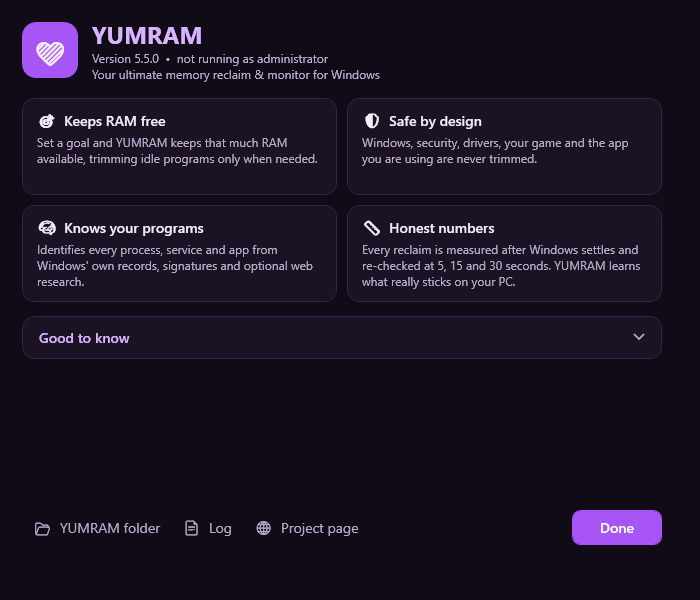 YUMRAM
Version 5.5.0 • not running as administrator
Your ultimate memory reclaim & monitor for Windows
Keeps RAM free
Set a goal and YUMRAM keeps that much RAM
available, trimming idle programs only when needed.
Safe by design
Windows, security, drivers, your game and the app
you are using are never trimmed.
Knows your programs
Identifies every process, service and app from
Windows' own records, signatures and optional web
research.
Honest numbers
Every reclaim is measured after Windows settles and
re-checked at 5, 15 and 30 seconds. YUMRAM learns
what really sticks on your PC.
Good to know
YUMRAM folder
Log
Project page
Done